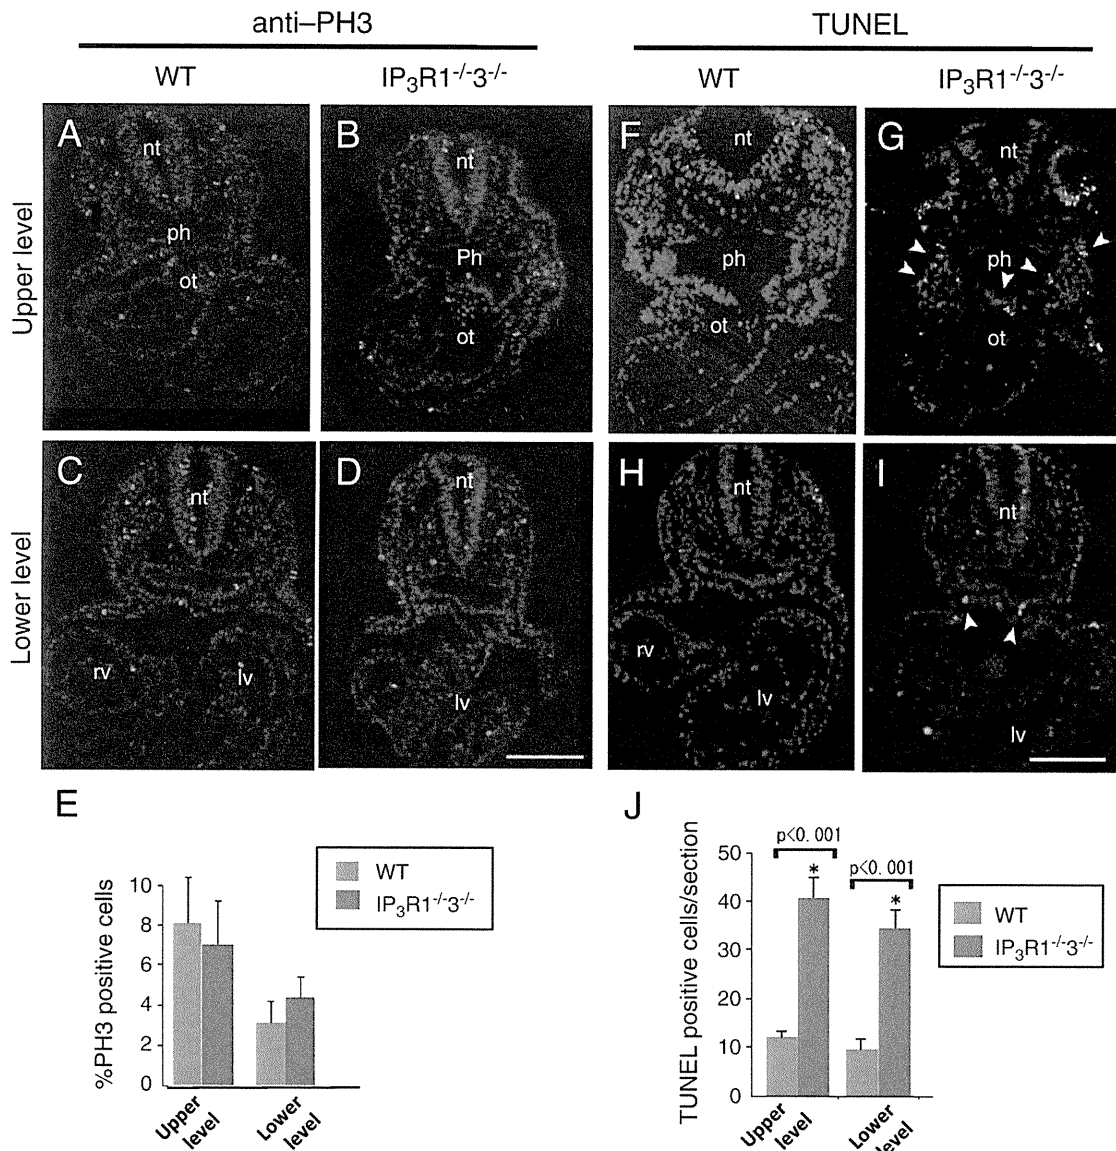 anti–PH3
TUNEL
WT
IP₃R1⁻/⁻3⁻/⁻
WT
IP₃R1⁻/⁻3⁻/⁻
Upper level
A
nt
ph
ot
B
nt
Ph
ot
F
nt
ph
ot
G
nt
ph
ot
Lower level
C
nt
rv
lv
D
nt
lv
H
nt
rv
lv
I
nt
lv
E
%PH3 positive cells
10
8
6
4
2
0
WT
IP₃R1⁻/⁻3⁻/⁻
Upper level
Lower level
J
TUNEL positive cells/section
50
40
30
20
10
0
p<0.001
*
p<0.001
*
WT
IP₃R1⁻/⁻3⁻/⁻
Upper level
Lower level